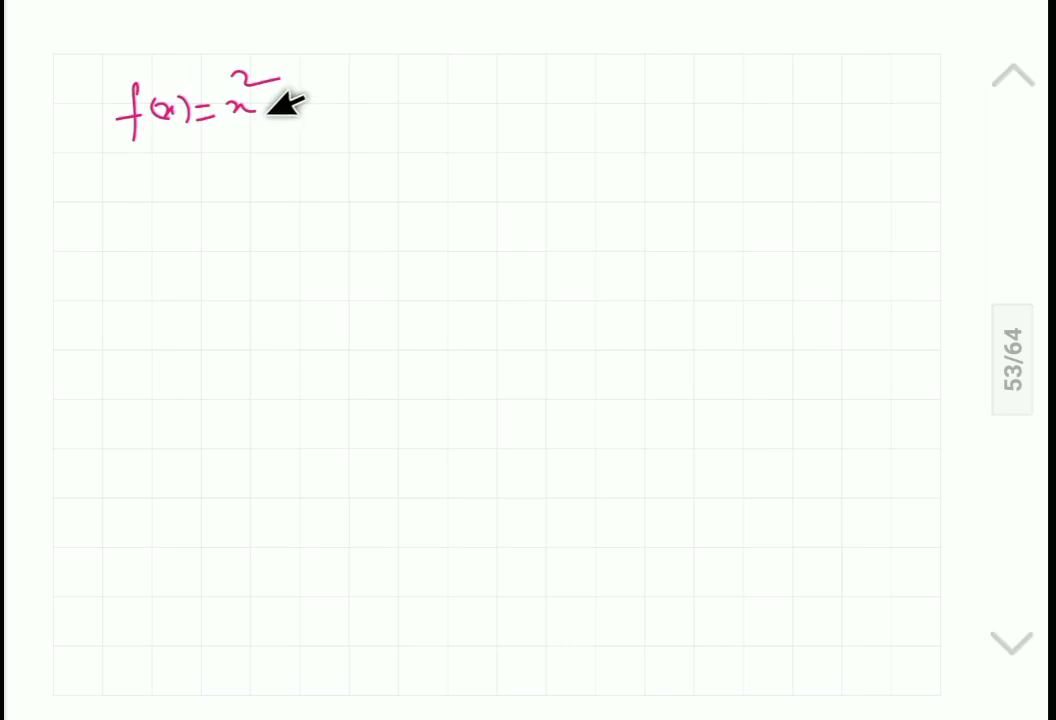 f(x) = x²
53/64